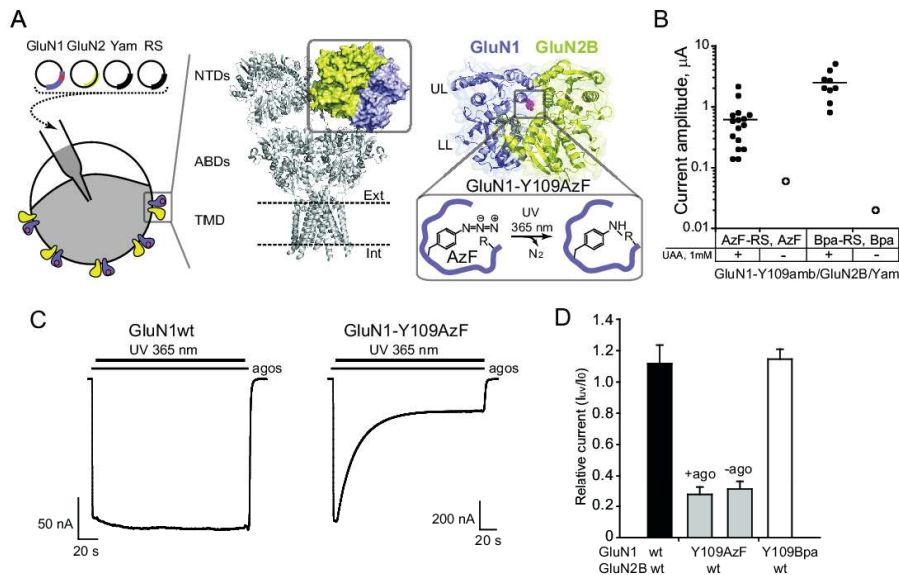 A
GluN1 GluN2 Yam RS
NTDs
ABDs
TMD
Ext
Int
GluN1 GluN2B
UL
LL
GluN1-Y109AzF
N=N=N
⊖ ⊕
R
AzF
UV
365 nm
N2
NH
R
B
Current amplitude, µA
10
1
0.1
0.01
AzF-RS, AzF Bpa-RS, Bpa
UAA, 1mM + - + -
GluN1-Y109amb/GluN2B/Yam
C
GluN1wt
UV 365 nm
agos
50 nA
20 s
GluN1-Y109AzF
UV 365 nm
agos
200 nA
20 s
D
Relative current (Iuv/I0)
1.4
1.2
1.0
0.8
0.6
0.4
0.2
0.0
+ago -ago
GluN1 wt Y109AzF Y109Bpa
GluN2B wt wt wt